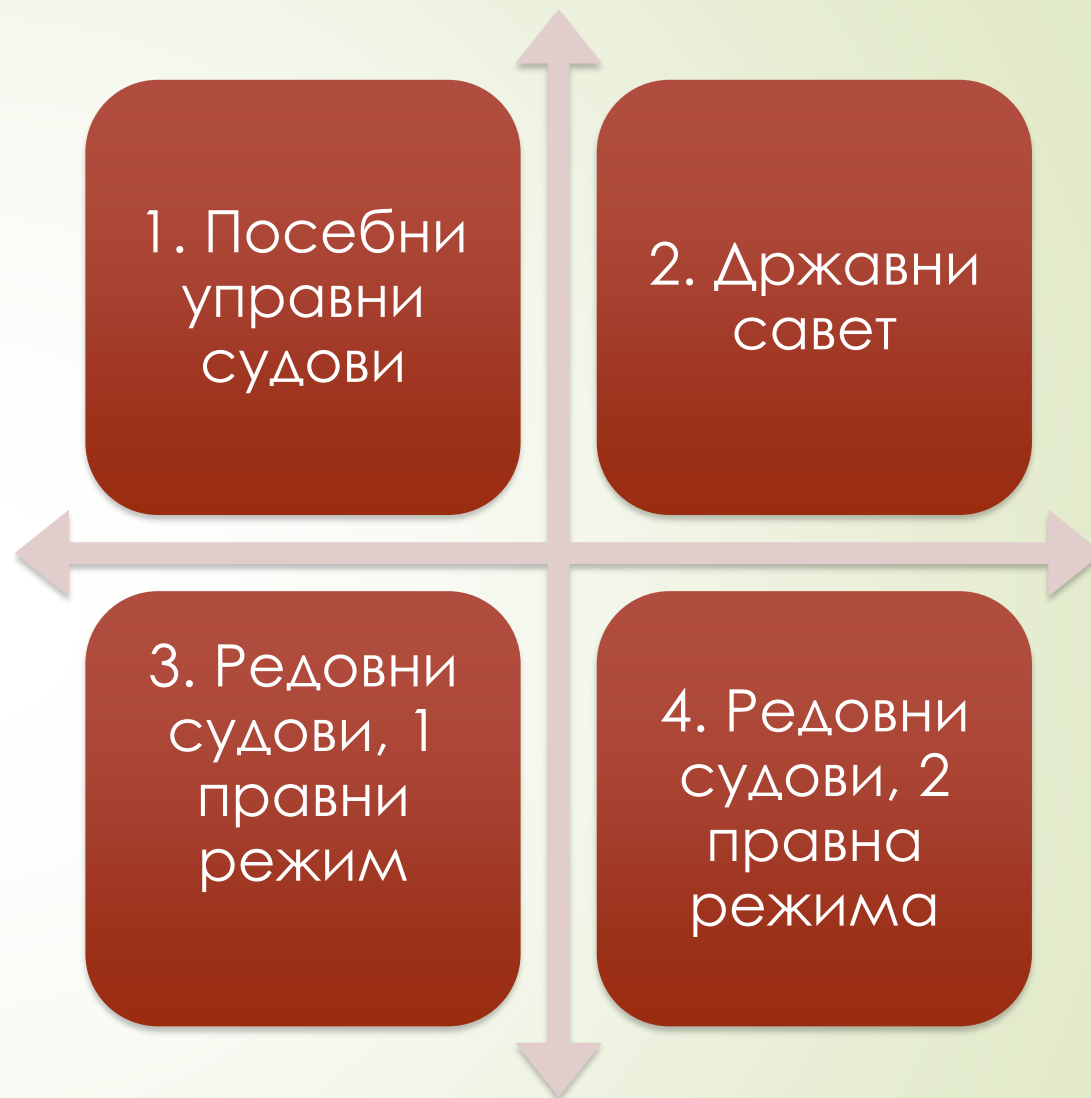 1. Посебни
управни
судови
2. Државни
савет
3. Редовни
судови, 1
правни
режим
4. Редовни
судови, 2
правна
режима